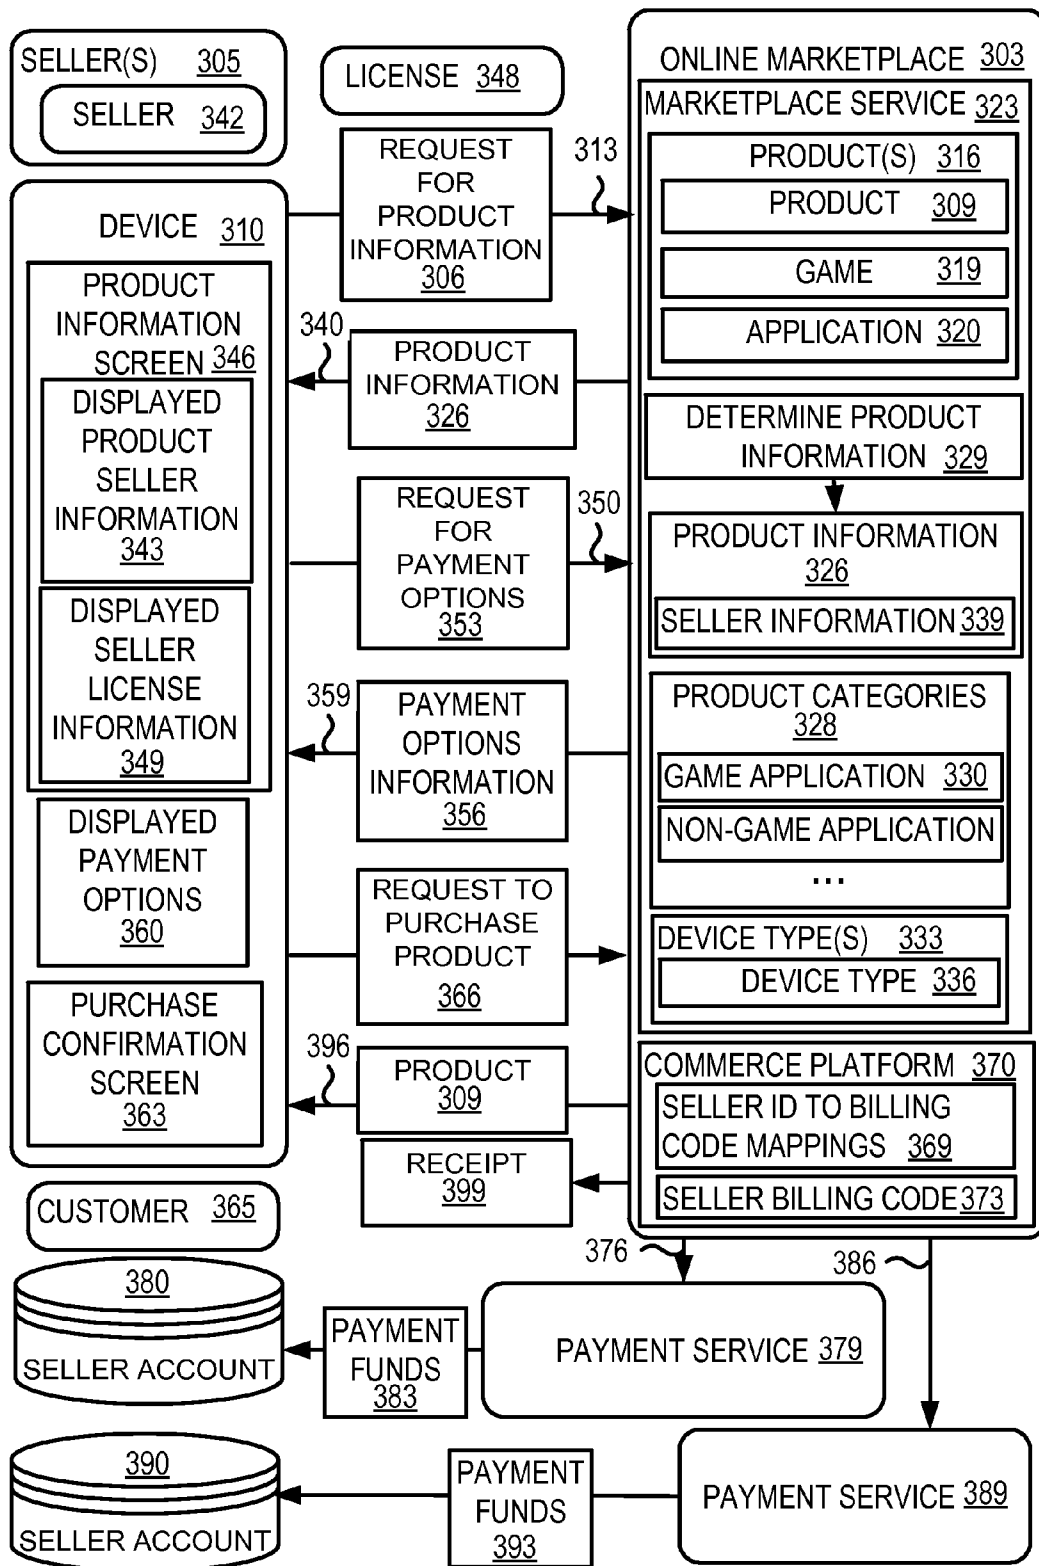 SELLER(S) 305
SELLER 342
LICENSE 348
ONLINE MARKETPLACE 303
MARKETPLACE SERVICE 323
PRODUCT(S) 316
PRODUCT 309
GAME 319
APPLICATION 320
DETERMINE PRODUCT
INFORMATION 329
PRODUCT INFORMATION
326
SELLER INFORMATION 339
PRODUCT CATEGORIES
328
GAME APPLICATION 330
NON-GAME APPLICATION
...
DEVICE TYPE(S) 333
DEVICE TYPE 336
COMMERCE PLATFORM 370
SELLER ID TO BILLING
CODE MAPPINGS 369
SELLER BILLING CODE 373
DEVICE 310
PRODUCT
INFORMATION
SCREEN 346
DISPLAYED
PRODUCT
SELLER
INFORMATION
343
DISPLAYED
SELLER
LICENSE
INFORMATION
349
DISPLAYED
PAYMENT
OPTIONS
360
PURCHASE
CONFIRMATION
SCREEN
363
CUSTOMER 365
REQUEST
FOR
PRODUCT
INFORMATION
306
313
340
PRODUCT
INFORMATION
326
REQUEST
FOR
PAYMENT
OPTIONS
353
350
359
PAYMENT
OPTIONS
INFORMATION
356
REQUEST TO
PURCHASE
PRODUCT
366
396
PRODUCT
309
RECEIPT
399
376
386
380
SELLER ACCOUNT
PAYMENT
FUNDS
383
PAYMENT SERVICE 379
390
SELLER ACCOUNT
PAYMENT
FUNDS
393
PAYMENT SERVICE 389